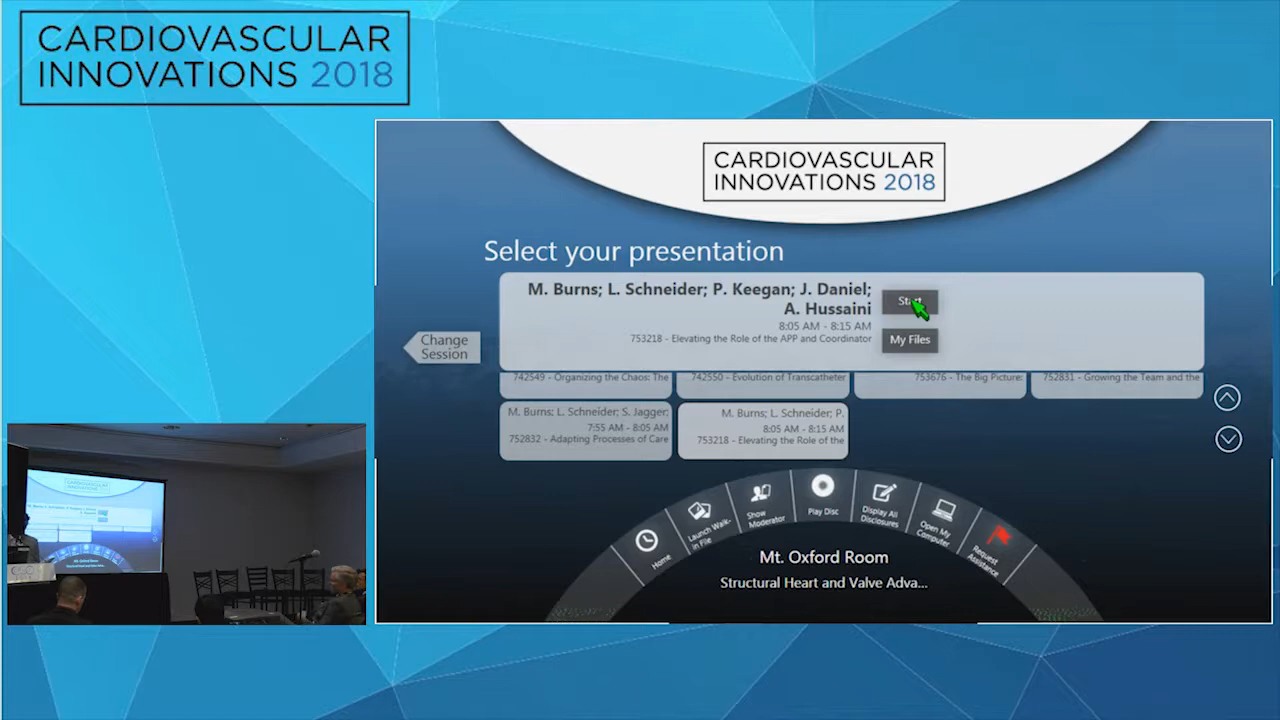 CARDIOVASCULAR
INNOVATIONS 2018
CARDIOVASCULAR
INNOVATIONS 2018
Select your presentation
M. Burns; L. Schneider; P. Keegan; J. Daniel;
A. Hussaini
8:05 AM - 8:15 AM
753218 - Elevating the Role of the APP and Coordinator
Start
My Files
Change
Session
742549 - Organizing the Chaos: The
742550 - Evolution of Transcatheter
753676 - The Big Picture:
752831 - Growing the Team and the
M. Burns; L. Schneider; S. Jagger;
7:55 AM - 8:05 AM
752832 - Adapting Processes of Care
M. Burns; L. Schneider; P.
8:05 AM - 8:15 AM
753218 - Elevating the Role of the
Home
Launch Walk-
in File
Show
Moderator
Play Disc
Display All
Disclosures
Open My
Computer
Request
Assistance
Mt. Oxford Room
Structural Heart and Valve Adva...